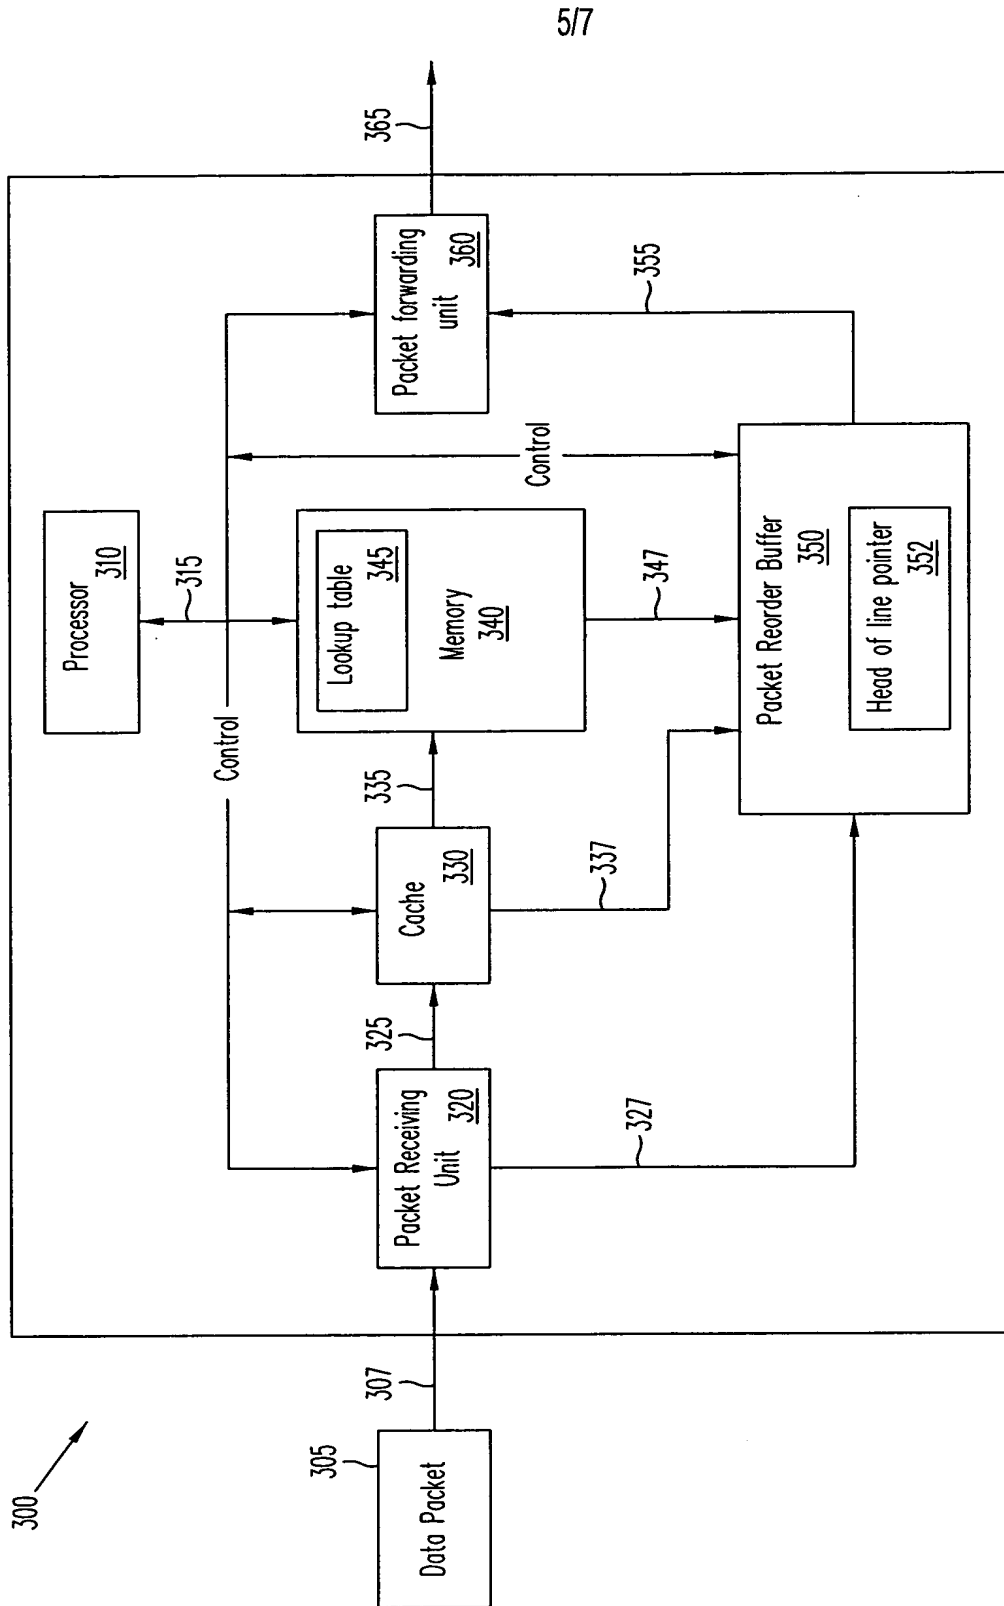 5/7
300
305
Data Packet
307
Packet Receiving
Unit
320
325
327
Cache
330
335
337
Control
Processor
310
315
Lookup table
345
Memory
340
347
Control
Packet Reorder Buffer
350
Head of line pointer
352
355
Packet forwarding
unit
360
365